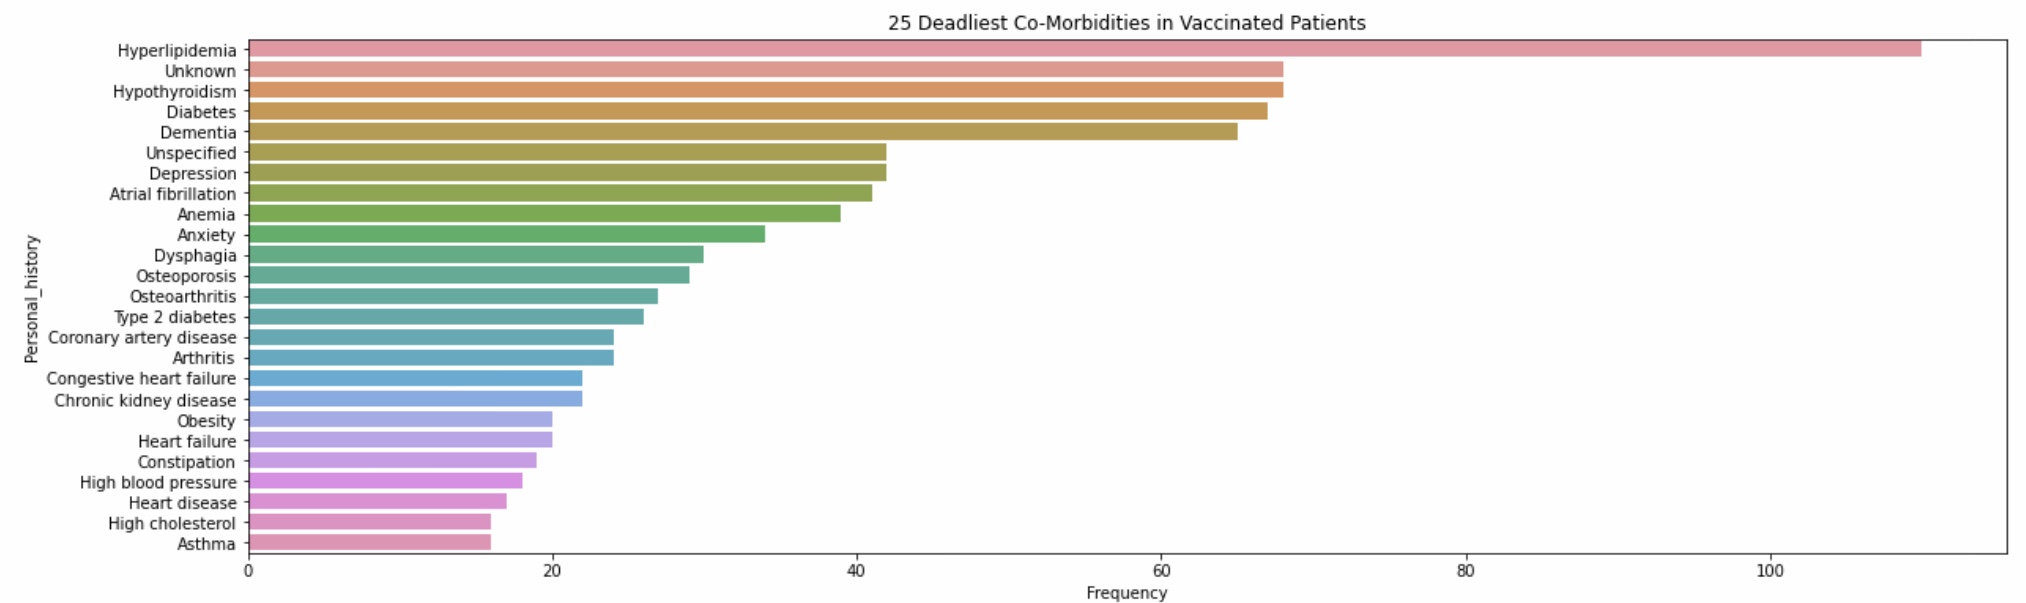 25 Deadliest Co-Morbidities in Vaccinated Patients
Personal_history
Hyperlipidemia
Unknown
Hypothyroidism
Diabetes
Dementia
Unspecified
Depression
Atrial fibrillation
Anemia
Anxiety
Dysphagia
Osteoporosis
Osteoarthritis
Type 2 diabetes
Coronary artery disease
Arthritis
Congestive heart failure
Chronic kidney disease
Obesity
Heart failure
Constipation
High blood pressure
Heart disease
High cholesterol
Asthma
0 20 40 60 80 100
Frequency